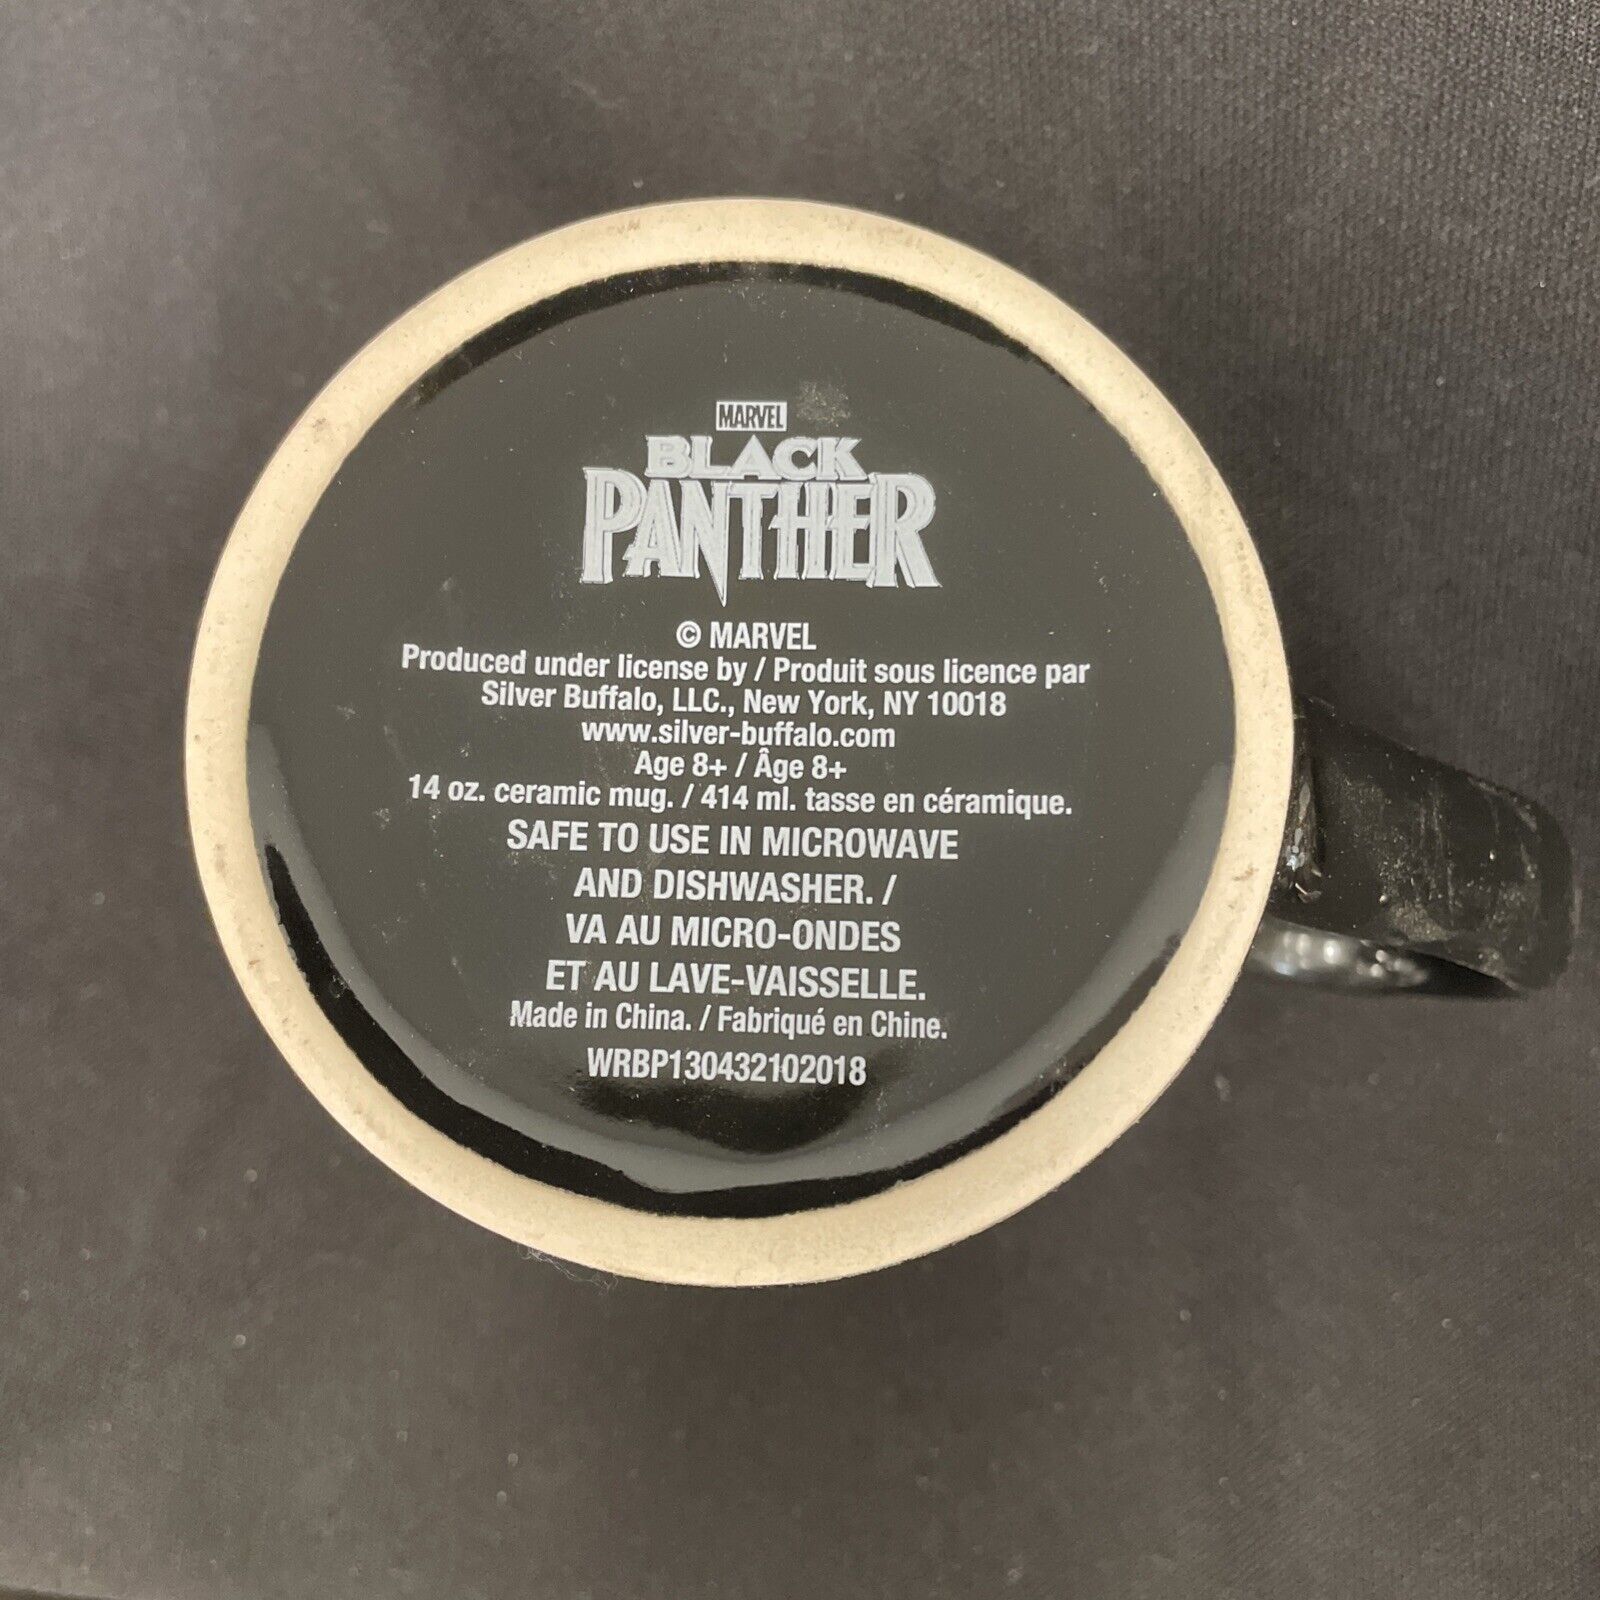 MARVEL
BLACK
PANTHER
© MARVEL
Produced under license by / Produit sous licence par
Silver Buffalo, LLC., New York, NY 10018
www.silver-buffalo.com
Age 8+ / Âge 8+
14 oz. ceramic mug. / 414 ml. tasse en céramique.
SAFE TO USE IN MICROWAVE
AND DISHWASHER. /
VA AU MICRO-ONDES
ET AU LAVE-VAISSELLE.
Made in China. / Fabriqué en Chine.
WRBP130432102018